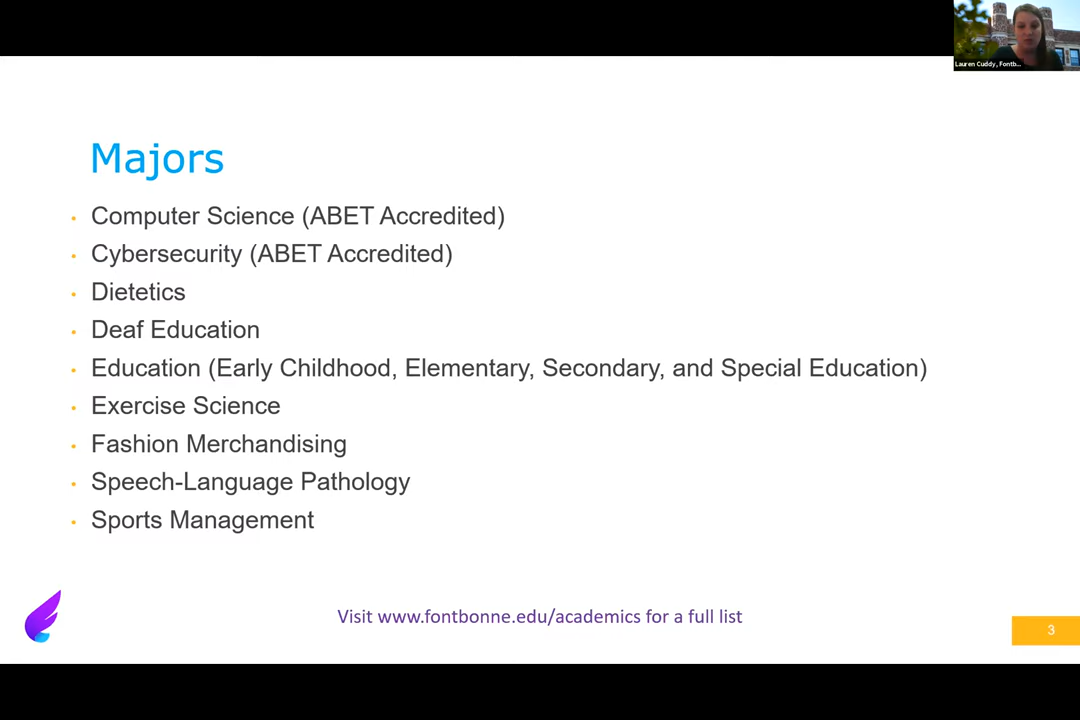 Lauren Cuddy, Fontb...
Majors
Computer Science (ABET Accredited)
Cybersecurity (ABET Accredited)
Dietetics
Deaf Education
Education (Early Childhood, Elementary, Secondary, and Special Education)
Exercise Science
Fashion Merchandising
Speech-Language Pathology
Sports Management
Visit www.fontbonne.edu/academics for a full list
3